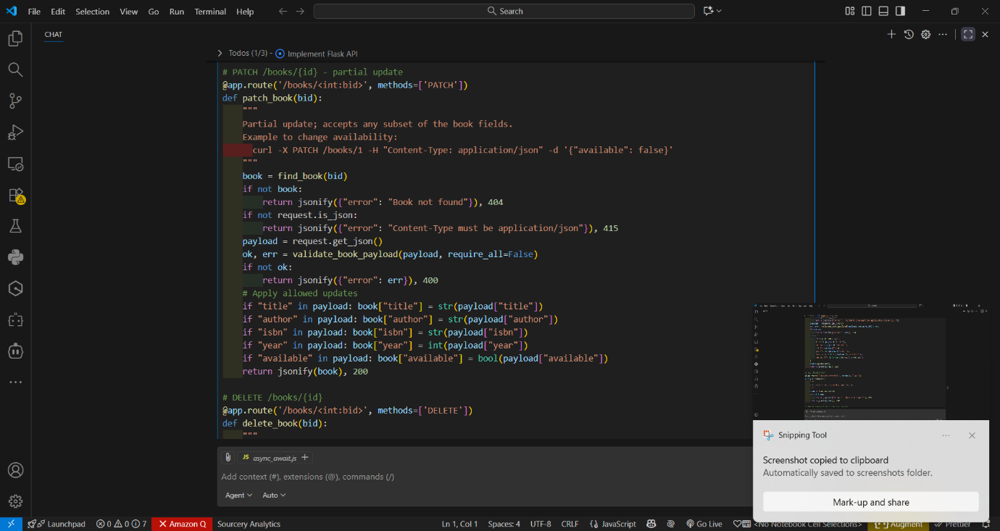 File Edit Selection View Go Run Terminal Help
Search
CHAT
Todos (1/3) - Implement Flask API
# PATCH /books/{id} - partial update
@app.route('/books/<int:bid>', methods=['PATCH'])
def patch_book(bid):
"""
Partial update; accepts any subset of the book fields.
Example to change availability:
curl -X PATCH /books/1 -H "Content-Type: application/json" -d '{"available": false}'
"""
book = find_book(bid)
if not book:
return jsonify({"error": "Book not found"}), 404
if not request.is_json:
return jsonify({"error": "Content-Type must be application/json"}), 415
payload = request.get_json()
ok, err = validate_book_payload(payload, require_all=False)
if not ok:
return jsonify({"error": err}), 400
# Apply allowed updates
if "title" in payload: book["title"] = str(payload["title"])
if "author" in payload: book["author"] = str(payload["author"])
if "isbn" in payload: book["isbn"] = str(payload["isbn"])
if "year" in payload: book["year"] = int(payload["year"])
if "available" in payload: book["available"] = bool(payload["available"])
return jsonify(book), 200
# DELETE /books/{id}
@app.route('/books/<int:bid>', methods=['DELETE'])
def delete_book(bid):
"""
JS async_await.js
Add context (#), extensions (@), commands (/)
Agent Auto
Snipping Tool
Screenshot copied to clipboard
Automatically saved to screenshots folder.
Mark-up and share
Launchpad 0 0 7 Amazon Q Sourcery Analytics Ln 1, Col 1 Spaces: 4 UTF-8 CRLF JavaScript Go Live <No Notebook Cell Selections> Augment Prettier